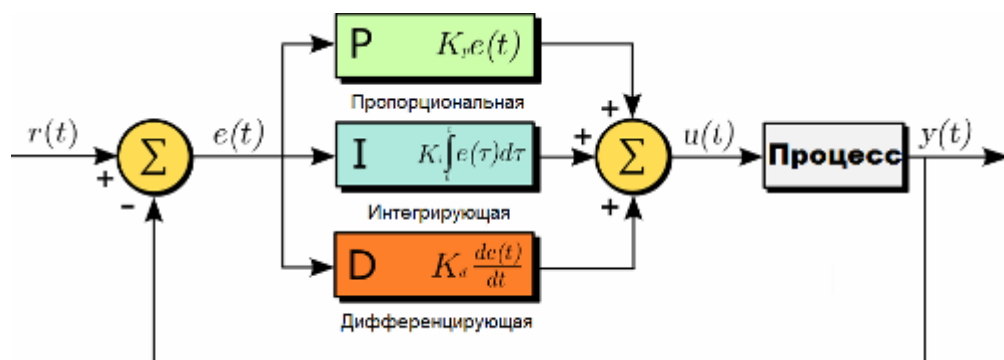 P K_p e(t)
Пропорциональная
r(t)
+
-
Σ
e(t)
I K_i ∫ e(τ)dτ
Интегрирующая
D K_d de(t)/dt
Дифференцирующая
+
+
+
Σ
u(t)
Процесс
y(t)